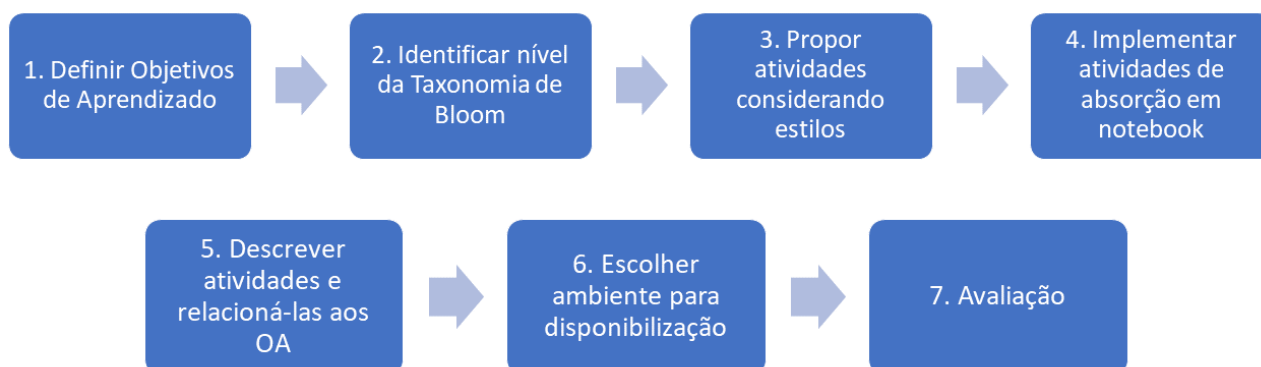 1. Definir Objetivos
de Aprendizado
2. Identificar nível
da Taxonomia de
Bloom
3. Propor
atividades
considerando
estilos
4. Implementar
atividades de
absorção em
notebook
5. Descrever
atividades e
relacioná-las aos
OA
6. Escolher
ambiente para
disponibilização
7. Avaliação